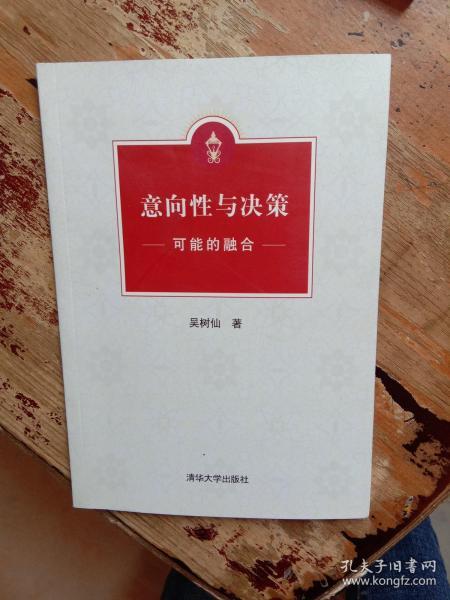 意向性与决策
—可能的融合—
吴树仙 著
清华大学出版社
孔夫子旧书网
www.kongfz.com